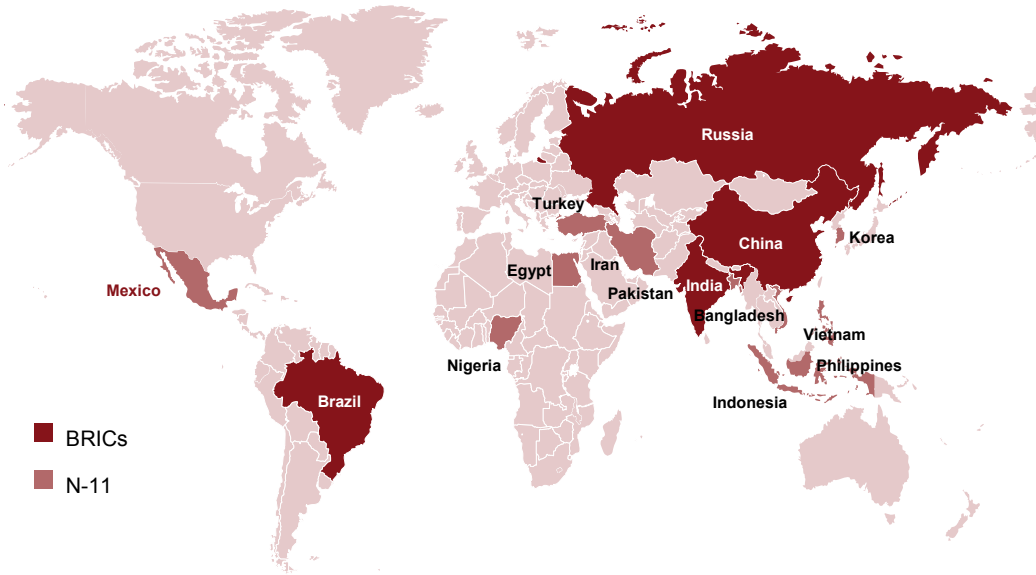 Russia
Turkey
China
Korea
Egypt
Iran
Mexico
Pakistan
India
Bangladesh
Vietnam
Nigeria
Philippines
Brazil
Indonesia
BRICs
N-11